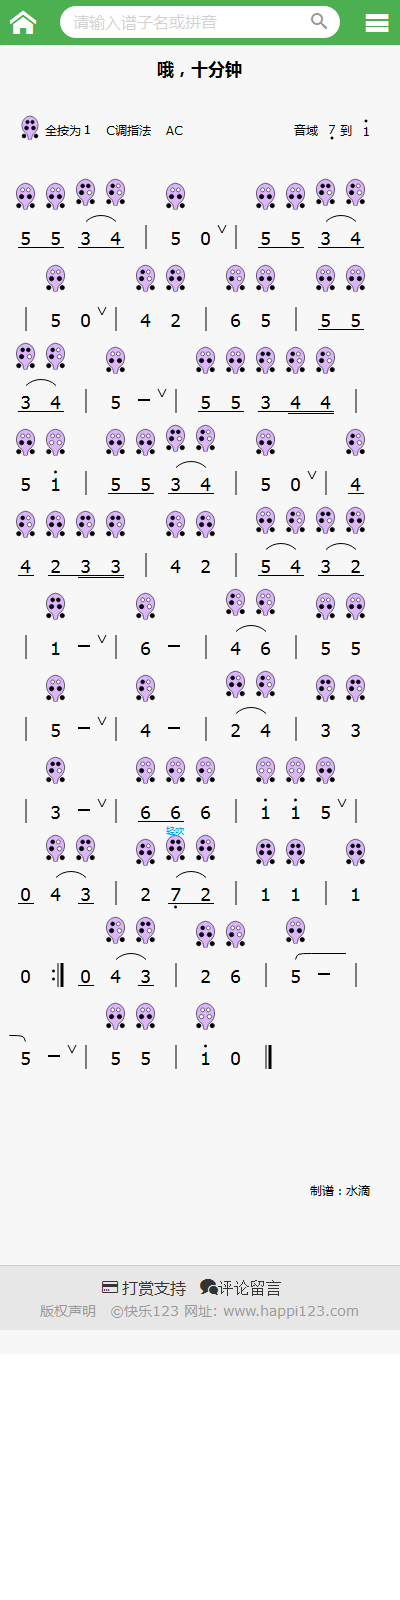 请输入谱子名或拼音
哦，十分钟
全按为 1 C调指法 AC 音域 7̣ 到 1̇
5 5 3 4 | 5 0 ∨ | 5 5 3 4
| 5 0 ∨ | 4 2 | 6 5 | 5 5
3 4 | 5 － ∨ | 5 5 3 4 4 |
5 1̇ | 5 5 3 4 | 5 0 ∨ | 4
4 2 3 3 | 4 2 | 5 4 3 2
| 1 － ∨ | 6 － | 4 6 | 5 5
| 5 － ∨ | 4 － | 2 4 | 3 3
| 3 － ∨ | 6 6 6 | 1̇ 1̇ 5 ∨ |
轻吹
0 4 3 | 2 7̣ 2 | 1 1 | 1
0 :‖ 0 4 3 | 2 6 | 5 － |
5 － ∨ | 5 5 | 1̇ 0 ‖
制谱：水滴
打赏支持 评论留言
版权声明 ©快乐123 网址: www.happi123.com